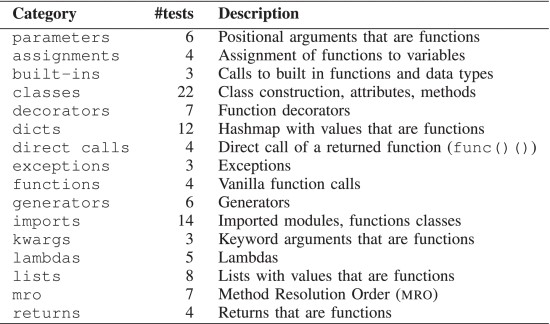 Category #tests Description
parameters 6 Positional arguments that are functions
assignments 4 Assignment of functions to variables
built-ins 3 Calls to built in functions and data types
classes 22 Class construction, attributes, methods
decorators 7 Function decorators
dicts 12 Hashmap with values that are functions
direct calls 4 Direct call of a returned function (func()())
exceptions 3 Exceptions
functions 4 Vanilla function calls
generators 6 Generators
imports 14 Imported modules, functions classes
kwargs 3 Keyword arguments that are functions
lambdas 5 Lambdas
lists 8 Lists with values that are functions
mro 7 Method Resolution Order (MRO)
returns 4 Returns that are functions